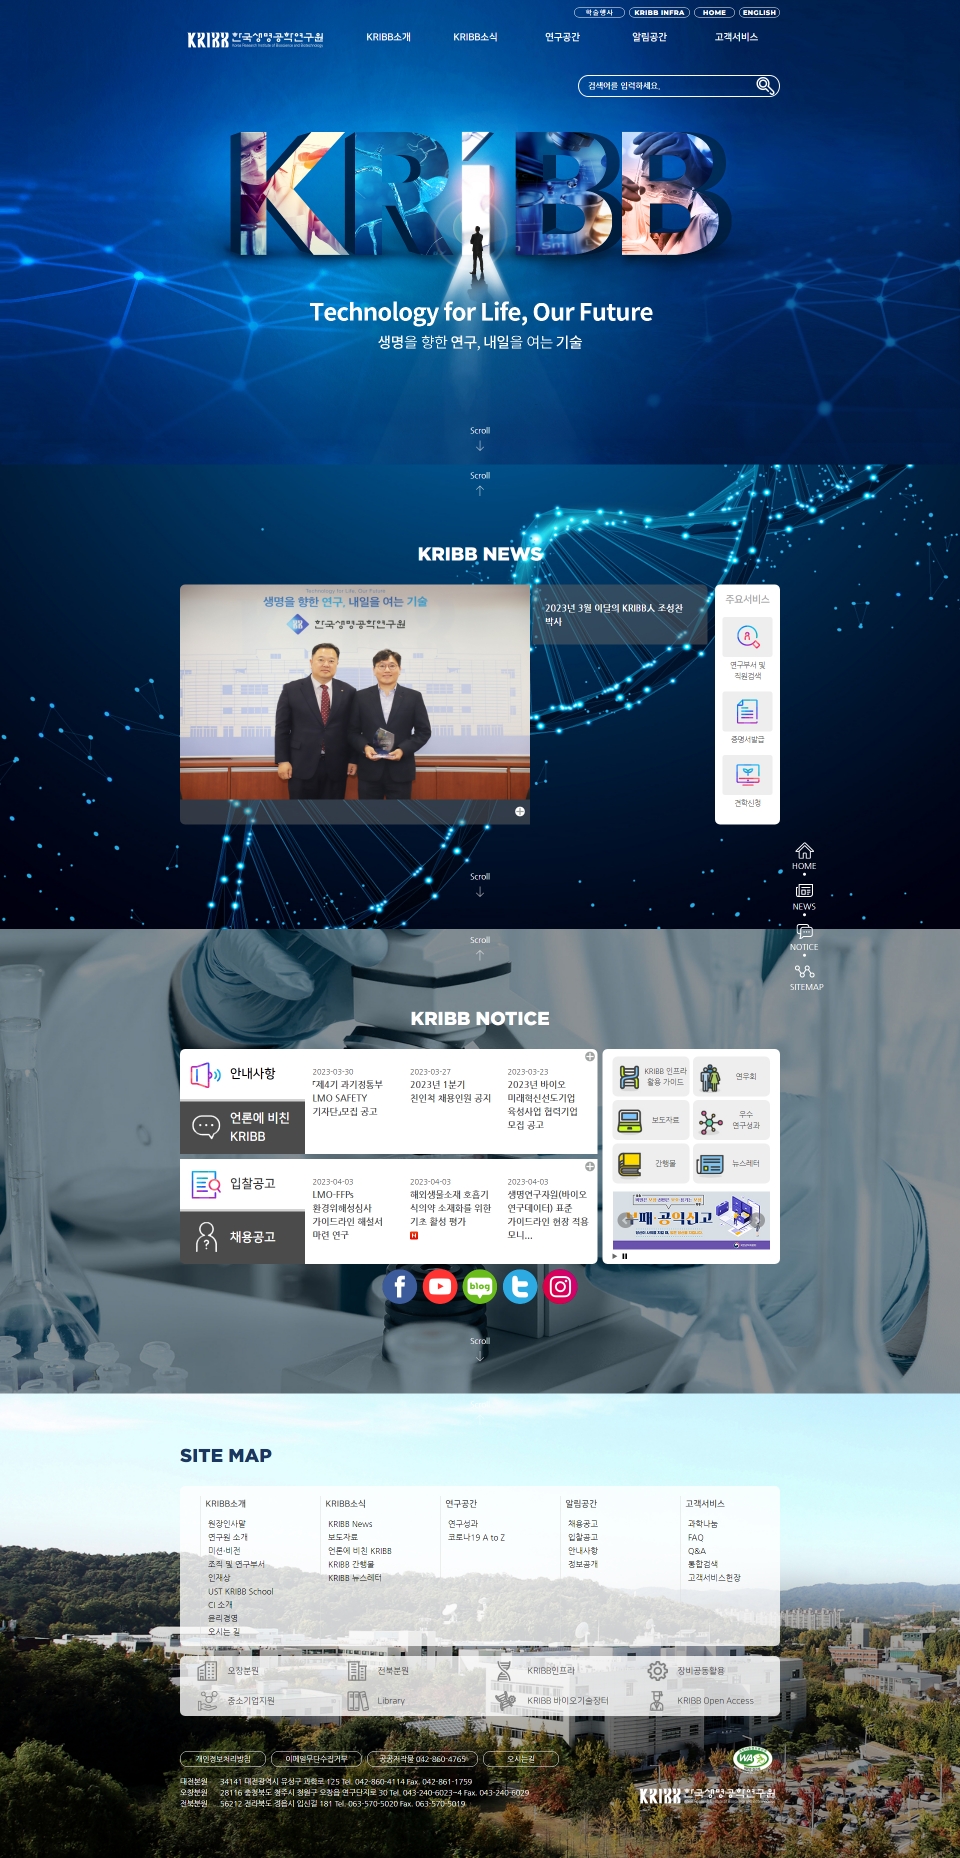 학술행사
KRIBB INFRA
HOME
ENGLISH
KRIBB 한국생명공학연구원
Korea Research Institute of Bioscience and Biotechnology
KRIBB소개
KRIBB소식
연구공간
알림공간
고객서비스
검색어를 입력하세요.
KRIBB
Sm
Technology for Life, Our Future
생명을 향한 연구, 내일을 여는 기술
Scroll
Scroll
KRIBB NEWS
Technology for Life, Our Future
생명을 향한 연구, 내일을 여는 기술
한국생명공학연구원
2023년 3월 이달의 KRIBB人 조성찬
박사
주요서비스
연구부서 및
직원검색
증명서발급
견학신청
HOME
NEWS
NOTICE
SITEMAP
Scroll
Scroll
KRIBB NOTICE
안내사항
언론에 비친
KRIBB
2023-03-30
「제4기 과기정통부
LMO SAFETY
기자단」모집 공고
2023-03-27
2023년 1분기
친인척 채용인원 공지
2023-03-23
2023년 바이오
미래혁신선도기업
육성사업 협력기업
모집 공고
입찰공고
채용공고
2023-04-03
LMO-FFPs
환경위해성심사
가이드라인 해설서
마련 연구
2023-04-03
해외생물소재 호흡기
식의약 소재화를 위한
기초 활성 평가
N
2023-04-03
생명연구자원(바이오
연구데이터) 표준
가이드라인 현장 적용
모니...
KRIBB 인프라
활용 가이드
연우회
보도자료
우수
연구성과
간행물
뉴스레터
부패·공익신고
blog
Scroll
SITE MAP
KRIBB소개
원장인사말
연구원 소개
미션·비전
조직 및 연구부서
인재상
UST KRIBB School
CI 소개
윤리경영
오시는 길
KRIBB소식
KRIBB News
보도자료
언론에 비친 KRIBB
KRIBB 간행물
KRIBB 뉴스레터
연구공간
연구성과
코로나19 A to Z
알림공간
채용공고
입찰공고
안내사항
정보공개
고객서비스
과학나눔
FAQ
Q&A
통합검색
고객서비스헌장
오창분원
전북분원
KRIBB인프라
장비공동활용
중소기업지원
Library
KRIBB 바이오기술장터
KRIBB Open Access
개인정보처리방침
이메일무단수집거부
공공저작물 042-860-4765
오시는길
대전본원 34141 대전광역시 유성구 과학로 125 Tel. 042-860-4114 Fax. 042-861-1759
오창분원 28116 충청북도 청주시 청원구 오창읍 연구단지로 30 Tel. 043-240-6023~4 Fax. 043-240-6029
전북분원 56212 전라북도 정읍시 입신길 181 Tel. 063-570-5020 Fax. 063-570-5019
WA
KRIBB 한국생명공학연구원